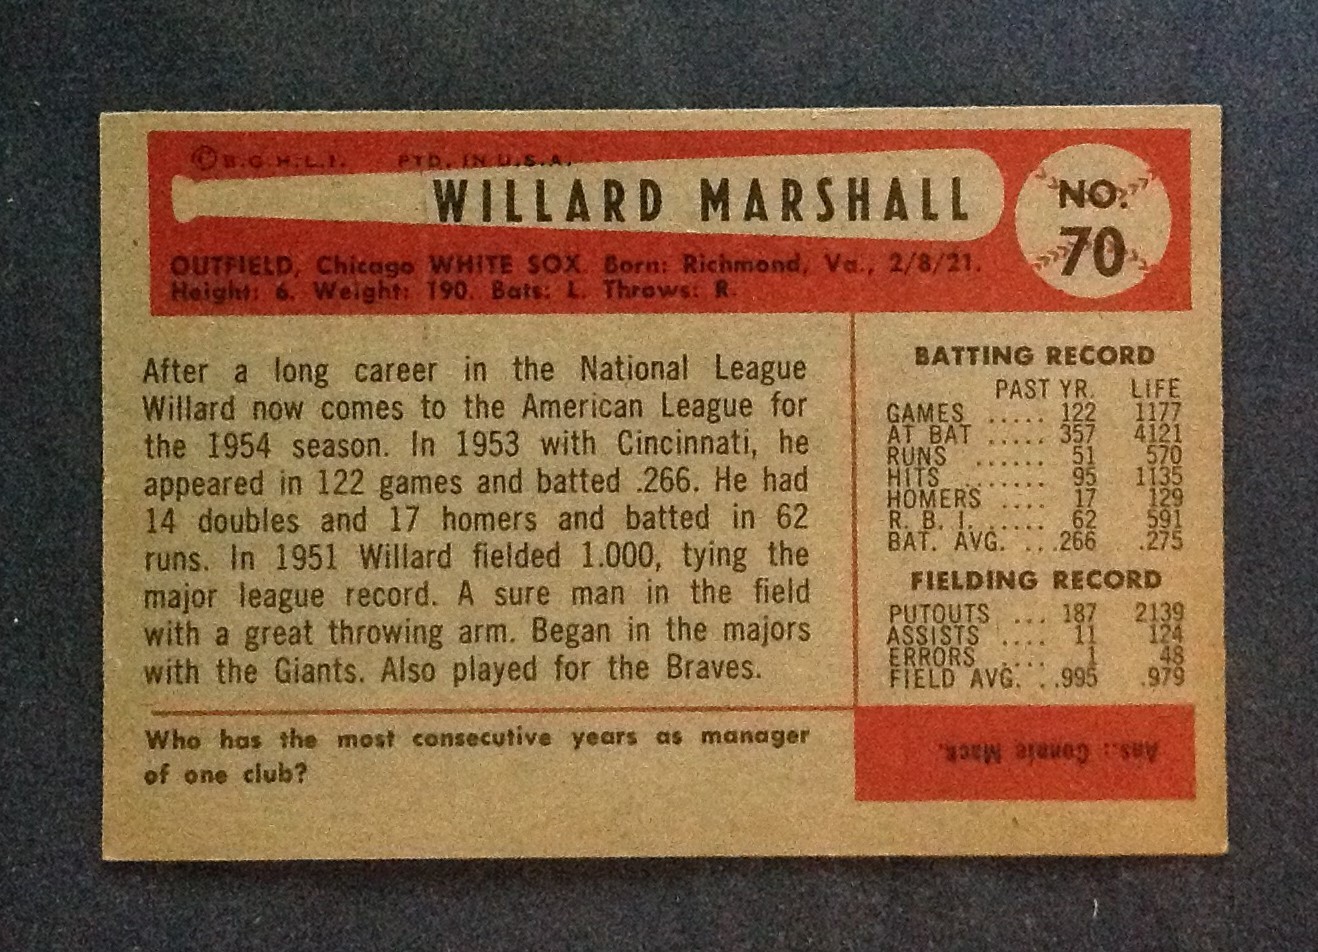 ©B.G.H.L.I. PTD. IN U.S.A.
WILLARD MARSHALL
NO.
70
OUTFIELD, Chicago WHITE SOX. Born: Richmond, Va., 2/8/21.
Height: 6. Weight: 190. Bats: L. Throws: R.
After a long career in the National League
Willard now comes to the American League for
the 1954 season. In 1953 with Cincinnati, he
appeared in 122 games and batted .266. He had
14 doubles and 17 homers and batted in 62
runs. In 1951 Willard fielded 1.000, tying the
major league record. A sure man in the field
with a great throwing arm. Began in the majors
with the Giants. Also played for the Braves.
BATTING RECORD
PAST YR. LIFE
GAMES ..... 122 1177
AT BAT ..... 357 4121
RUNS ...... 51 570
HITS ....... 95 1135
HOMERS .... 17 129
R. B. I. ..... 62 591
BAT. AVG. ...266 .275
FIELDING RECORD
PUTOUTS ... 187 2139
ASSISTS .... 11 124
ERRORS .... 1 48
FIELD AVG. ..995 .979
Who has the most consecutive years as manager
of one club?
Ans.: Connie Mack.